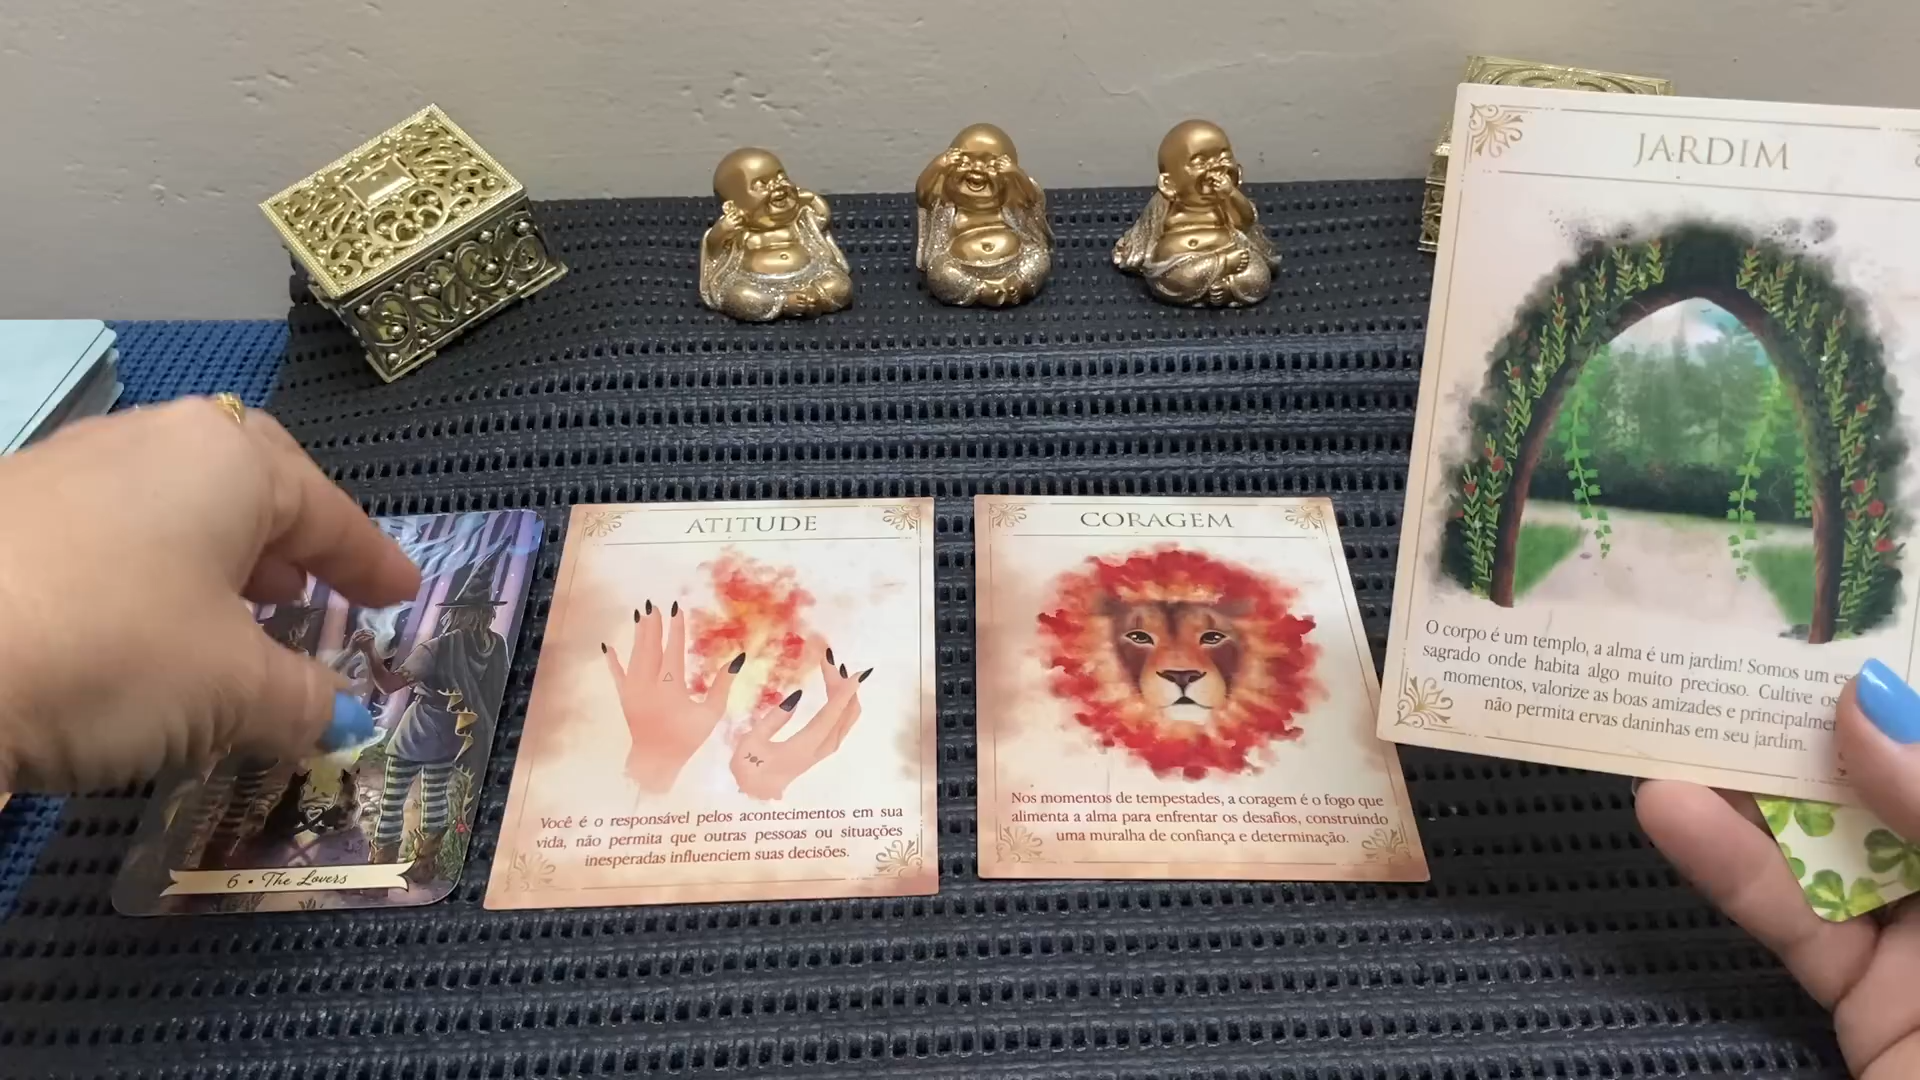 6 • The Lovers
ATITUDE
Você é o responsável pelos acontecimentos em sua
vida, não permita que outras pessoas ou situações
inesperadas influenciem suas decisões.
CORAGEM
Nos momentos de tempestades, a coragem é o fogo que
alimenta a alma para enfrentar os desafios, construindo
uma muralha de confiança e determinação.
JARDIM
O corpo é um templo, a alma é um jardim! Somos um
sagrado onde habita algo muito precioso. Cultive
momentos, valorize as boas amizades e
não permita ervas daninhas em seu jardim.